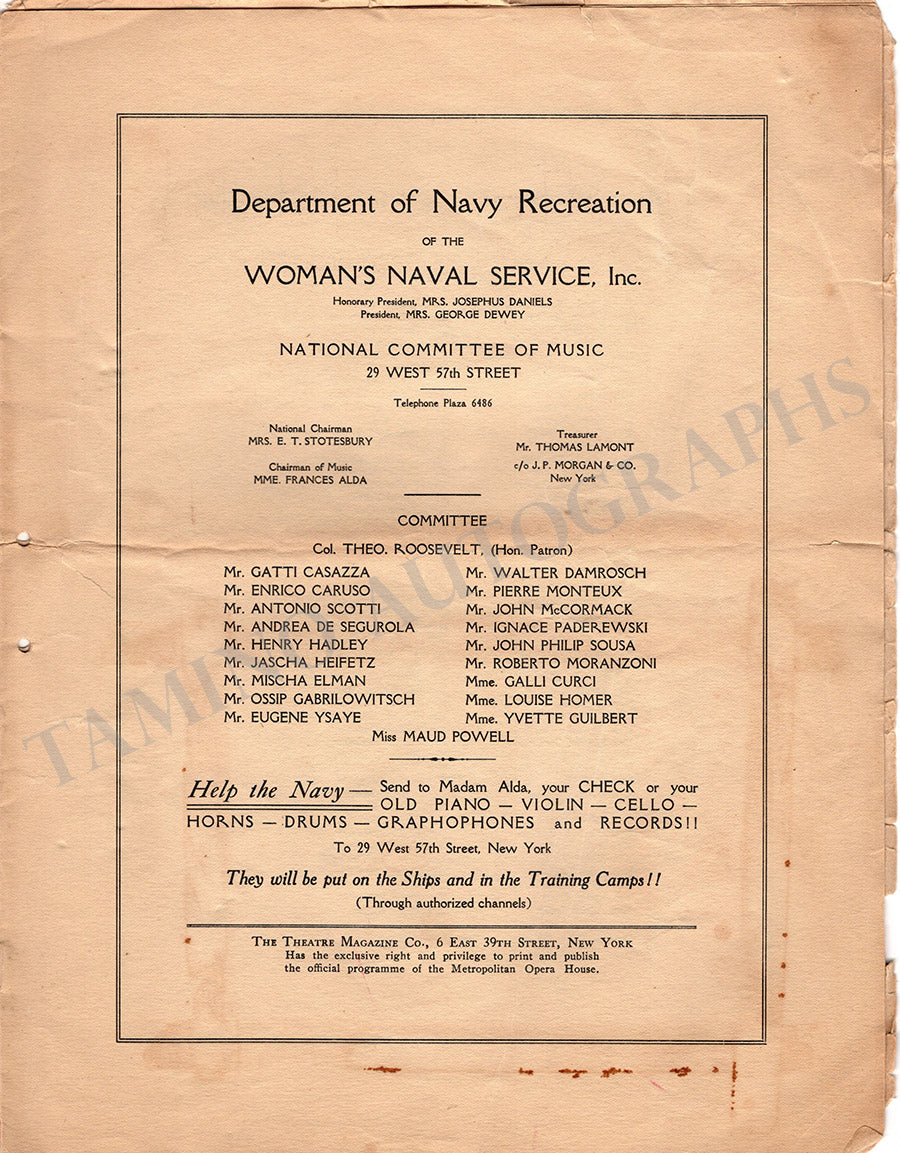 Department of Navy Recreation
OF THE
WOMAN'S NAVAL SERVICE, Inc.
Honorary President, MRS. JOSEPHUS DANIELS
President, MRS. GEORGE DEWEY
NATIONAL COMMITTEE OF MUSIC
29 WEST 57th STREET
Telephone Plaza 6486
National Chairman
MRS. E. T. STOTESBURY
Chairman of Music
MME. FRANCES ALDA
Treasurer
Mr. THOMAS LAMONT
c/o J. P. MORGAN & CO.
New York
COMMITTEE
Col. THEO. ROOSEVELT, (Hon. Patron)
Mr. GATTI CASAZZA
Mr. ENRICO CARUSO
Mr. ANTONIO SCOTTI
Mr. ANDREA DE SEGUROLA
Mr. HENRY HADLEY
Mr. JASCHA HEIFETZ
Mr. MISCHA ELMAN
Mr. OSSIP GABRILOWITSCH
Mr. EUGENE YSAYE
Mr. WALTER DAMROSCH
Mr. PIERRE MONTEUX
Mr. JOHN McCORMACK
Mr. IGNACE PADEREWSKI
Mr. JOHN PHILIP SOUSA
Mr. ROBERTO MORANZONI
Mme. GALLI CURCI
Mme. LOUISE HOMER
Mme. YVETTE GUILBERT
Miss MAUD POWELL
Help the Navy — Send to Madam Alda, your CHECK or your
OLD PIANO — VIOLIN — CELLO —
HORNS — DRUMS — GRAPHOPHONES and RECORDS!!
To 29 West 57th Street, New York
They will be put on the Ships and in the Training Camps!!
(Through authorized channels)
THE THEATRE MAGAZINE CO., 6 EAST 39TH STREET, NEW YORK
Has the exclusive right and privilege to print and publish
the official programme of the Metropolitan Opera House.
TAMINO AUTOGRAPHS